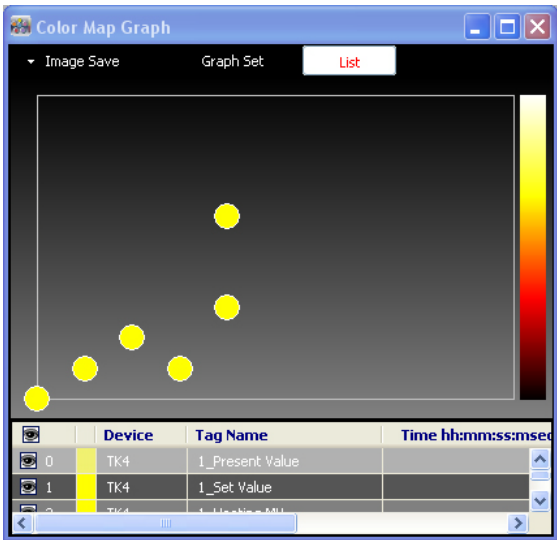 Color Map Graph
Image Save Graph Set List
Device Tag Name Time hh:mm:ss:msec
0 TK4 1_Present Value
1 TK4 1_Set Value
TK4